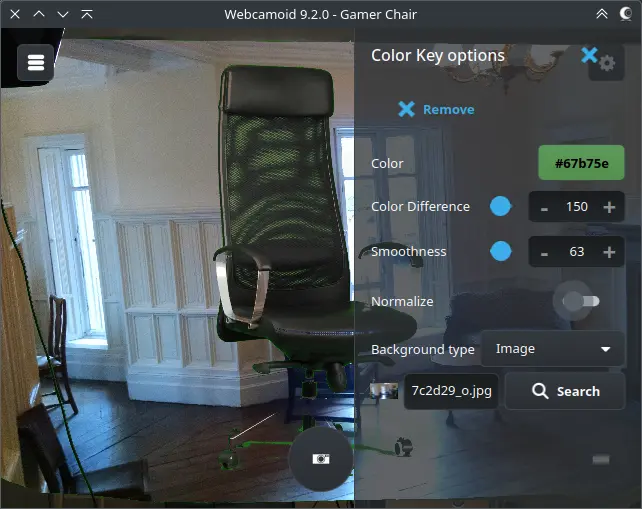 Webcamoid 9.2.0 - Gamer Chair
Color Key options
Remove
Color
#67b75e
Color Difference
- 150 +
Smoothness
- 63 +
Normalize
Background type
Image
7c2d29_o.jpg
Search